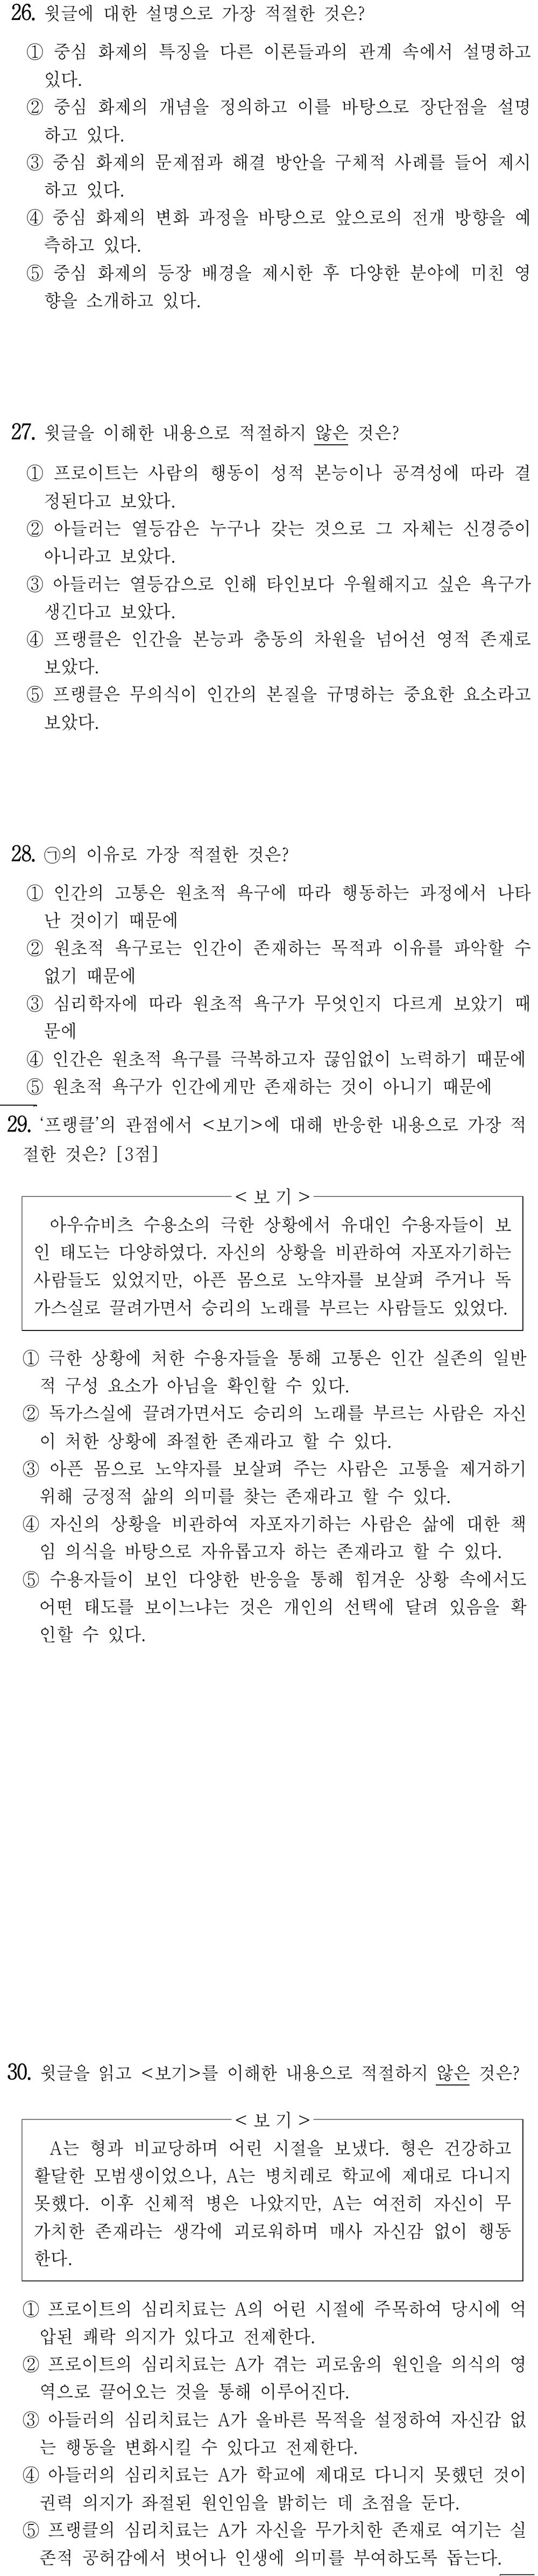 26. 윗글에 대한 설명으로 가장 적절한 것은?
① 중심 화제의 특징을 다른 이론들과의 관계 속에서 설명하고
있다.
② 중심 화제의 개념을 정의하고 이를 바탕으로 장단점을 설명
하고 있다.
③ 중심 화제의 문제점과 해결 방안을 구체적 사례를 들어 제시
하고 있다.
④ 중심 화제의 변화 과정을 바탕으로 앞으로의 전개 방향을 예
측하고 있다.
⑤ 중심 화제의 등장 배경을 제시한 후 다양한 분야에 미친 영
향을 소개하고 있다.
27. 윗글을 이해한 내용으로 적절하지 않은 것은?
① 프로이트는 사람의 행동이 성적 본능이나 공격성에 따라 결
정된다고 보았다.
② 아들러는 열등감은 누구나 갖는 것으로 그 자체는 신경증이
아니라고 보았다.
③ 아들러는 열등감으로 인해 타인보다 우월해지고 싶은 욕구가
생긴다고 보았다.
④ 프랭클은 인간을 본능과 충동의 차원을 넘어선 영적 존재로
보았다.
⑤ 프랭클은 무의식이 인간의 본질을 규명하는 중요한 요소라고
보았다.
28. ㉠의 이유로 가장 적절한 것은?
① 인간의 고통은 원초적 욕구에 따라 행동하는 과정에서 나타
난 것이기 때문에
② 원초적 욕구로는 인간이 존재하는 목적과 이유를 파악할 수
없기 때문에
③ 심리학자에 따라 원초적 욕구가 무엇인지 다르게 보았기 때
문에
④ 인간은 원초적 욕구를 극복하고자 끊임없이 노력하기 때문에
⑤ 원초적 욕구가 인간에게만 존재하는 것이 아니기 때문에
29. ‘프랭클’의 관점에서 <보기>에 대해 반응한 내용으로 가장 적
절한 것은? [3점]
< 보 기 >
아우슈비츠 수용소의 극한 상황에서 유대인 수용자들이 보
인 태도는 다양하였다. 자신의 상황을 비관하여 자포자기하는
사람들도 있었지만, 아픈 몸으로 노약자를 보살펴 주거나 독
가스실로 끌려가면서 승리의 노래를 부르는 사람들도 있었다.
① 극한 상황에 처한 수용자들을 통해 고통은 인간 실존의 일반
적 구성 요소가 아님을 확인할 수 있다.
② 독가스실에 끌려가면서도 승리의 노래를 부르는 사람은 자신
이 처한 상황에 좌절한 존재라고 할 수 있다.
③ 아픈 몸으로 노약자를 보살펴 주는 사람은 고통을 제거하기
위해 긍정적 삶의 의미를 찾는 존재라고 할 수 있다.
④ 자신의 상황을 비관하여 자포자기하는 사람은 삶에 대한 책
임 의식을 바탕으로 자유롭고자 하는 존재라고 할 수 있다.
⑤ 수용자들이 보인 다양한 반응을 통해 힘겨운 상황 속에서도
어떤 태도를 보이느냐는 것은 개인의 선택에 달려 있음을 확
인할 수 있다.
30. 윗글을 읽고 <보기>를 이해한 내용으로 적절하지 않은 것은?
< 보 기 >
A는 형과 비교당하며 어린 시절을 보냈다. 형은 건강하고
활달한 모범생이었으나, A는 병치레로 학교에 제대로 다니지
못했다. 이후 신체적 병은 나았지만, A는 여전히 자신이 무
가치한 존재라는 생각에 괴로워하며 매사 자신감 없이 행동
한다.
① 프로이트의 심리치료는 A의 어린 시절에 주목하여 당시에 억
압된 쾌락 의지가 있다고 전제한다.
② 프로이트의 심리치료는 A가 겪는 괴로움의 원인을 의식의 영
역으로 끌어오는 것을 통해 이루어진다.
③ 아들러의 심리치료는 A가 올바른 목적을 설정하여 자신감 없
는 행동을 변화시킬 수 있다고 전제한다.
④ 아들러의 심리치료는 A가 학교에 제대로 다니지 못했던 것이
권력 의지가 좌절된 원인임을 밝히는 데 초점을 둔다.
⑤ 프랭클의 심리치료는 A가 자신을 무가치한 존재로 여기는 실
존적 공허감에서 벗어나 인생에 의미를 부여하도록 돕는다.